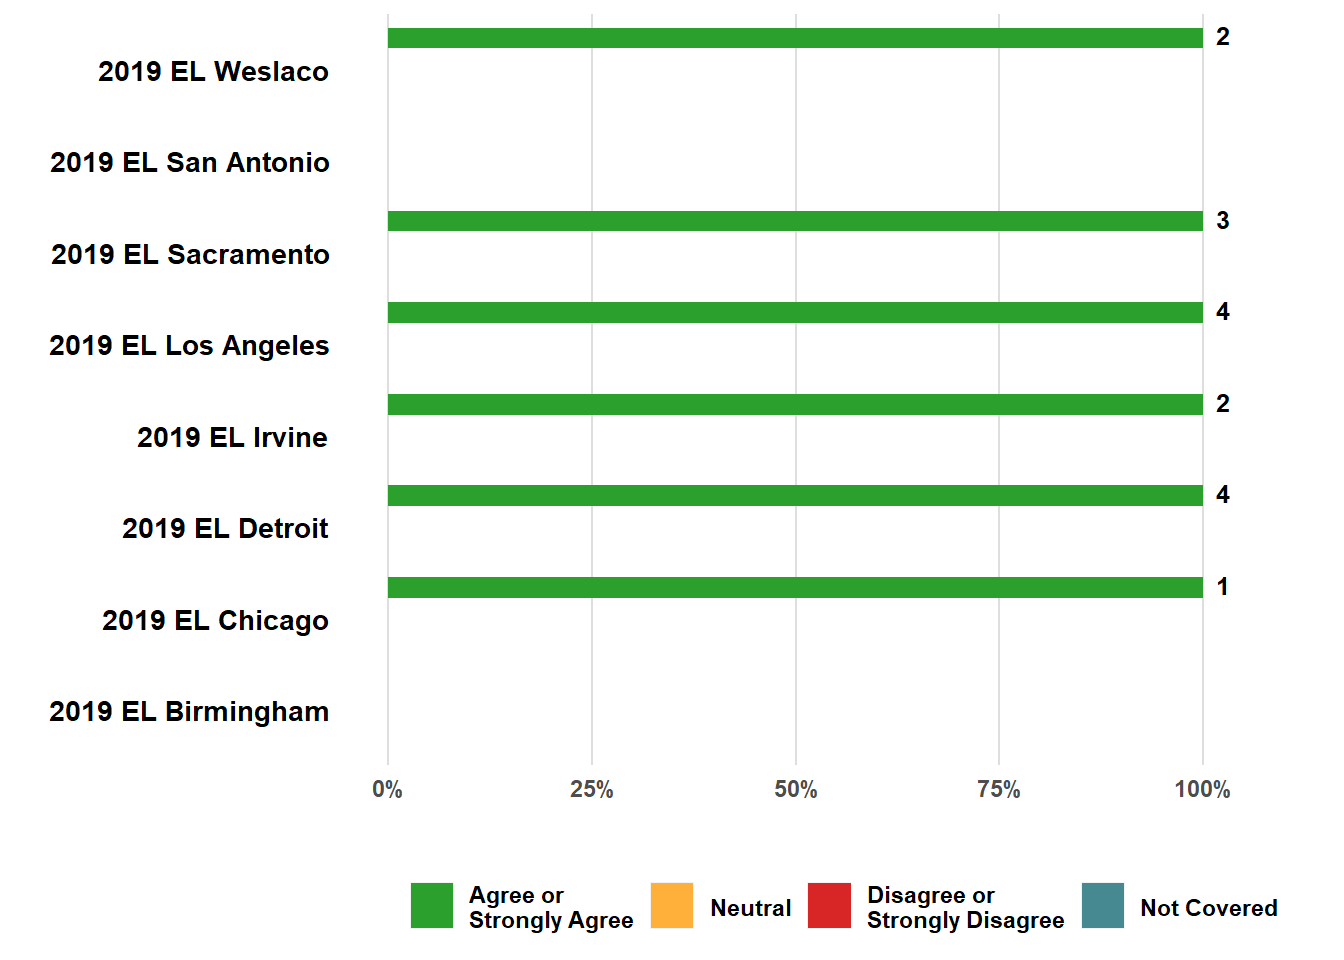 2
2019 EL Weslaco
2019 EL San Antonio
3
2019 EL Sacramento
4
2019 EL Los Angeles
2
2019 EL Irvine
4
2019 EL Detroit
1
2019 EL Chicago
2019 EL Birmingham
0% 25% 50% 75% 100%
Agree or
Strongly Agree
Neutral
Disagree or
Strongly Disagree
Not Covered